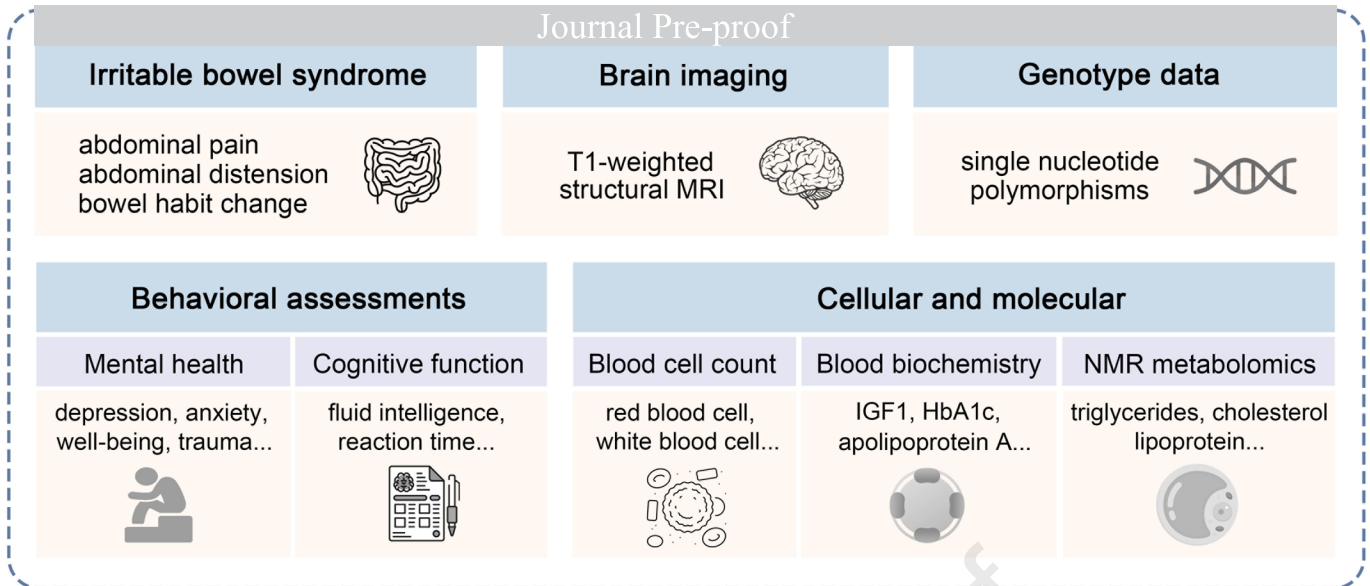 Journal Pre-proof
Irritable bowel syndrome
abdominal pain
abdominal distension
bowel habit change
Brain imaging
T1-weighted
structural MRI
Genotype data
single nucleotide
polymorphisms
Behavioral assessments
Mental health
depression, anxiety,
well-being, trauma...
Cognitive function
fluid intelligence,
reaction time...
Cellular and molecular
Blood cell count
red blood cell,
white blood cell...
Blood biochemistry
IGF1, HbA1c,
apolipoprotein A...
NMR metabolomics
triglycerides, cholesterol
lipoprotein...
f